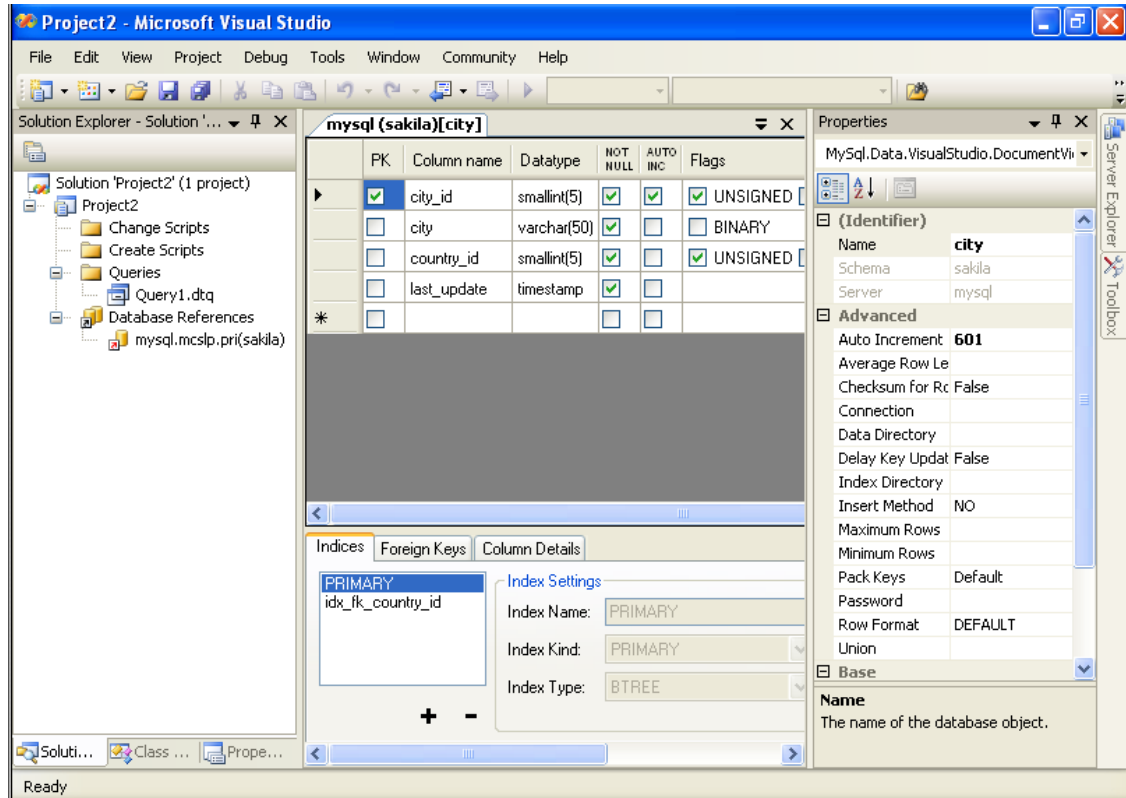 Project2 - Microsoft Visual Studio
File Edit View Project Debug Tools Window Community Help
Solution Explorer - Solution '...
Solution 'Project2' (1 project)
Project2
Change Scripts
Create Scripts
Queries
Query1.dtq
Database References
mysql.mcslp.pri(sakila)
Soluti... Class ... Prope...
mysql (sakila)[city]
PK Column name Datatype NOT NULL AUTO INC Flags
city_id smallint(5) UNSIGNED
city varchar(50) BINARY
country_id smallint(5) UNSIGNED
last_update timestamp
Indices Foreign Keys Column Details
PRIMARY
idx_fk_country_id
Index Settings
Index Name: PRIMARY
Index Kind: PRIMARY
Index Type: BTREE
Properties
MySql.Data.VisualStudio.DocumentVi
(Identifier)
Name city
Schema sakila
Server mysql
Advanced
Auto Increment 601
Average Row Le
Checksum for Ro False
Connection
Data Directory
Delay Key Updat False
Index Directory
Insert Method NO
Maximum Rows
Minimum Rows
Pack Keys Default
Password
Row Format DEFAULT
Union
Base
Name
The name of the database object.
Server Explorer
Toolbox
Ready